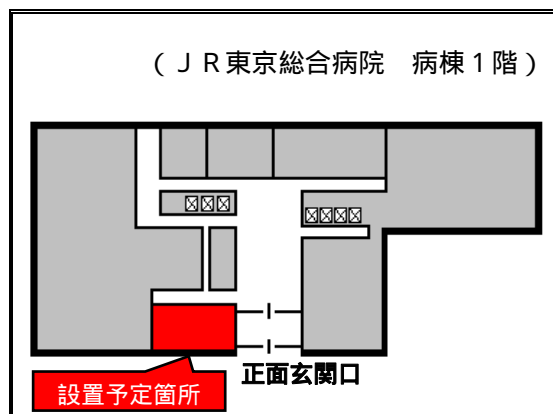 （ＪＲ東京総合病院　病棟１階）
正面玄関口
設置予定箇所